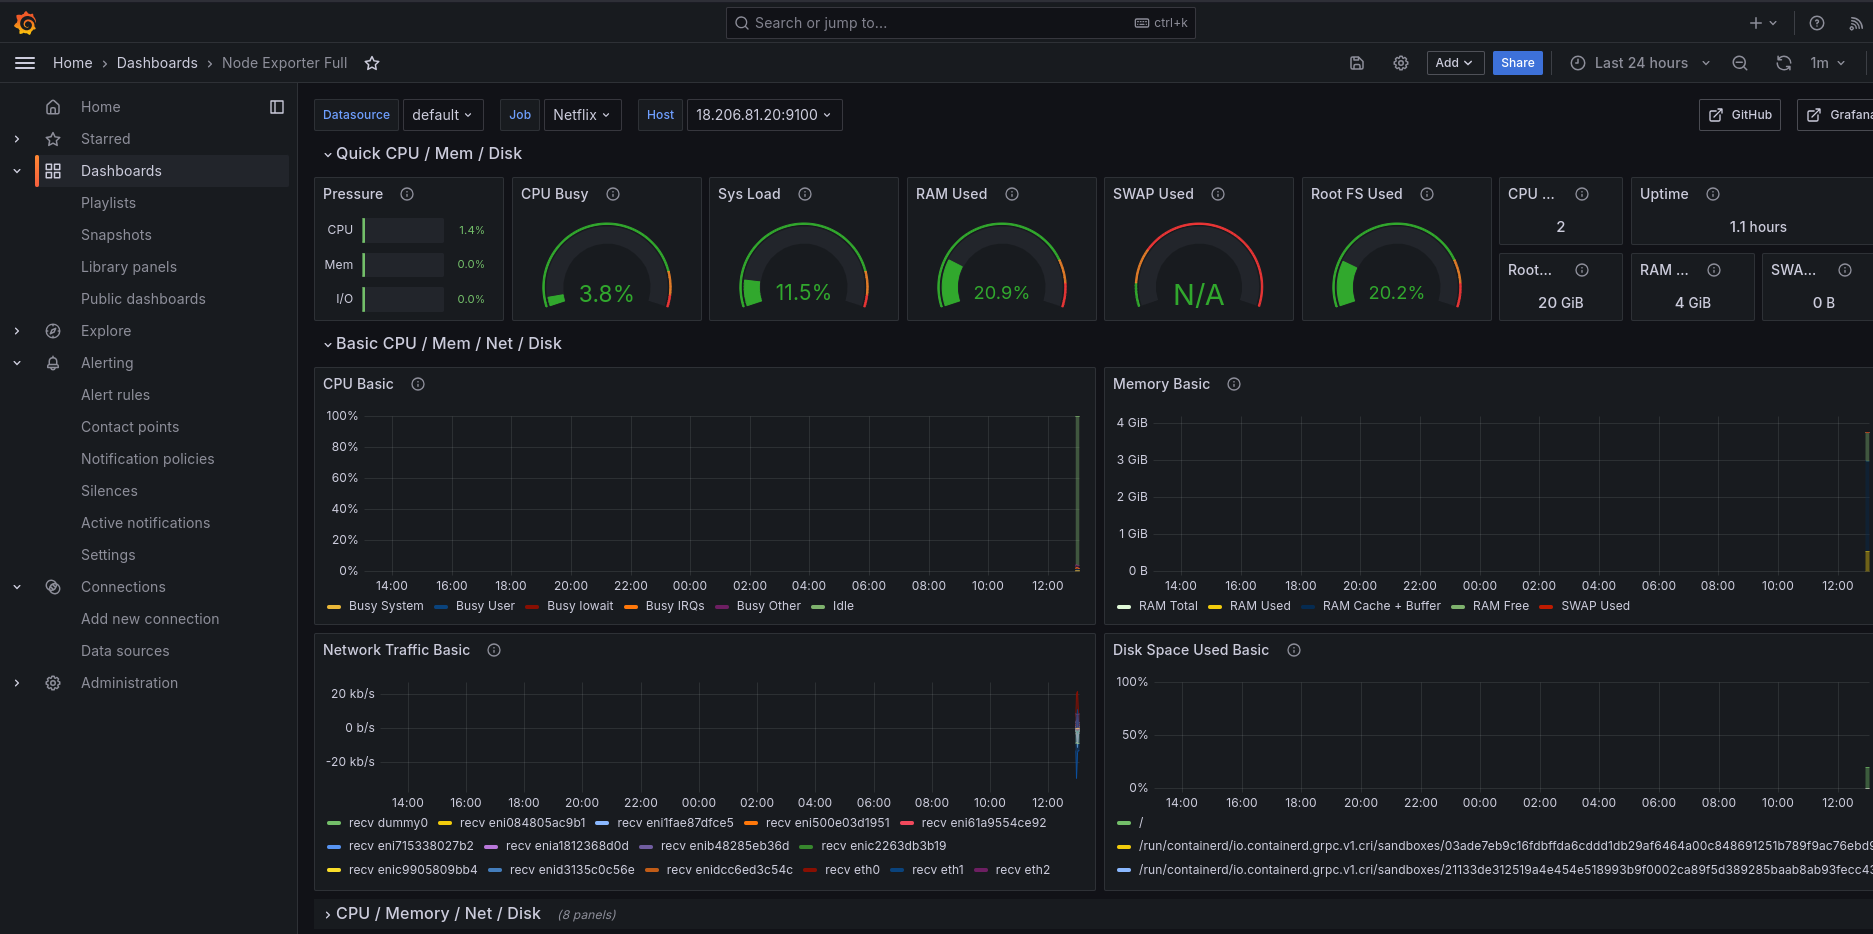 Search or jump to...
ctrl+k
Home > Dashboards > Node Exporter Full
Add
Share
Last 24 hours
1m
Home
Starred
Dashboards
Playlists
Snapshots
Library panels
Public dashboards
Explore
Alerting
Alert rules
Contact points
Notification policies
Silences
Active notifications
Settings
Connections
Add new connection
Data sources
Administration
Datasource default Job Netflix Host 18.206.81.20:9100
GitHub
Grafana
Quick CPU / Mem / Disk
Pressure
CPU 1.4%
Mem 0.0%
I/O 0.0%
CPU Busy
3.8%
Sys Load
11.5%
RAM Used
20.9%
SWAP Used
N/A
Root FS Used
20.2%
CPU ...
2
Uptime
1.1 hours
Root...
20 GiB
RAM ...
4 GiB
SWA...
0 B
Basic CPU / Mem / Net / Disk
CPU Basic
100%
80%
60%
40%
20%
0%
14:00 16:00 18:00 20:00 22:00 00:00 02:00 04:00 06:00 08:00 10:00 12:00
Busy System Busy User Busy Iowait Busy IRQs Busy Other Idle
Memory Basic
4 GiB
3 GiB
2 GiB
1 GiB
0 B
14:00 16:00 18:00 20:00 22:00 00:00 02:00 04:00 06:00 08:00 10:00 12:00
RAM Total RAM Used RAM Cache + Buffer RAM Free SWAP Used
Network Traffic Basic
20 kb/s
0 b/s
-20 kb/s
14:00 16:00 18:00 20:00 22:00 00:00 02:00 04:00 06:00 08:00 10:00 12:00
recv dummy0 recv eni084805ac9b1 recv eni1fae87dfce5 recv eni500e03d1951 recv eni61a9554ce92
recv eni715338027b2 recv enia1812368d0d recv enib48285eb36d recv enic2263db3b19
recv enic9905809bb4 recv enid3135c0c56e recv enidcc6ed3c54c recv eth0 recv eth1 recv eth2
Disk Space Used Basic
100%
50%
0%
14:00 16:00 18:00 20:00 22:00 00:00 02:00 04:00 06:00 08:00 10:00 12:00
/
/run/containerd/io.containerd.grpc.v1.cri/sandboxes/03ade7eb9c16fdbffda6cddd1db29af6464a00c848691251b789f9ac76ebd9
/run/containerd/io.containerd.grpc.v1.cri/sandboxes/21133de312519a4e454e518993b9f0002ca89f5d389285baab8ab93fecc43
CPU / Memory / Net / Disk (8 panels)